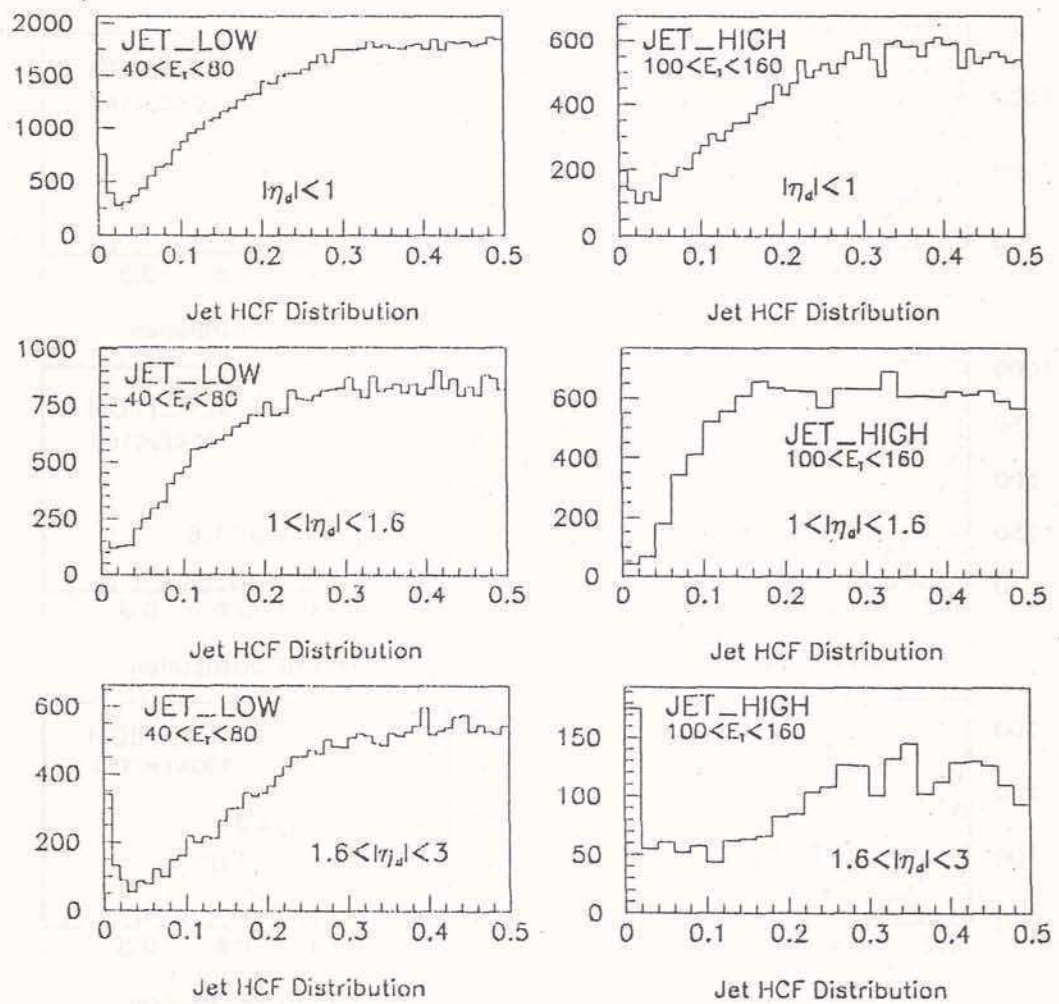 2000
1750
1500
1250
1000
750
500
250
0
JET_LOW
40<E_T<80
|η_d|<1
0 0.1 0.2 0.3 0.4 0.5
Jet HCF Distribution
600
400
200
0
JET_HIGH
100<E_T<160
|η_d|<1
0 0.1 0.2 0.3 0.4 0.5
Jet HCF Distribution
1000
750
500
250
0
JET_LOW
40<E_T<80
1<|η_d|<1.6
0 0.1 0.2 0.3 0.4 0.5
Jet HCF Distribution
600
400
200
0
JET_HIGH
100<E_T<160
1<|η_d|<1.6
0 0.1 0.2 0.3 0.4 0.5
Jet HCF Distribution
600
400
200
0
JET_LOW
40<E_T<80
1.6<|η_d|<3
0 0.1 0.2 0.3 0.4 0.5
Jet HCF Distribution
150
100
50
0
JET_HIGH
100<E_T<160
1.6<|η_d|<3
0 0.1 0.2 0.3 0.4 0.5
Jet HCF Distribution